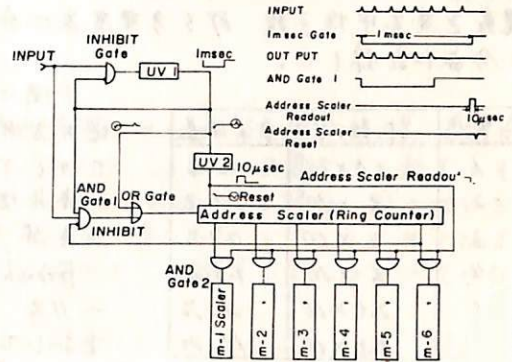 INPUT
1msec Gate
1msec
OUT PUT
AND Gate 1
Address Scaler Readout
10μsec
Address Scaler Reset
INPUT
INHIBIT Gate
UV 1
1msec
UV 2
10μsec
Address Scaler Readou
AND Gate 1
OR Gate
Reset
INHIBIT
Address Scaler (Ring Counter)
AND Gate 2
m-1 Scaler
m-2 "
m-3 "
m-4 "
m-5 "
m-6 "